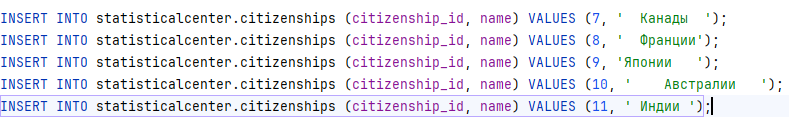 INSERT INTO statisticalcenter.citizenships (citizenship_id, name) VALUES (7, '  Канады  ');
INSERT INTO statisticalcenter.citizenships (citizenship_id, name) VALUES (8, '  Франции');
INSERT INTO statisticalcenter.citizenships (citizenship_id, name) VALUES (9, 'Японии   ');
INSERT INTO statisticalcenter.citizenships (citizenship_id, name) VALUES (10, '    Австралии   ');
INSERT INTO statisticalcenter.citizenships (citizenship_id, name) VALUES (11, ' Индии ');